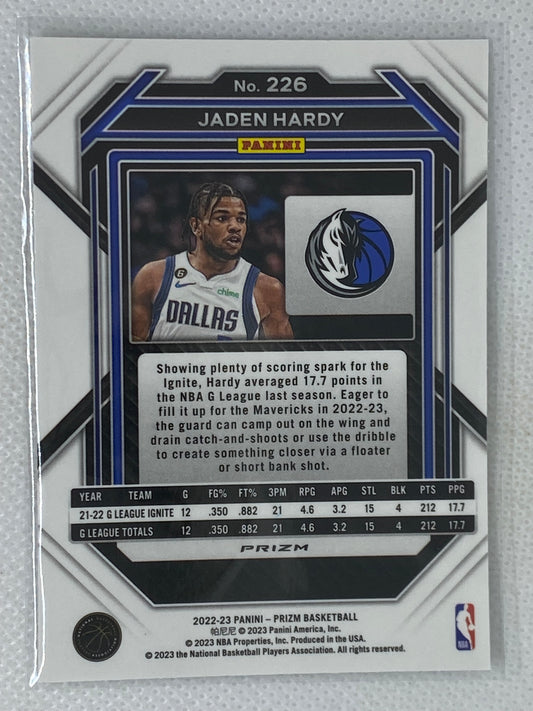 No. 226
JADEN HARDY
PANINI
6
chime
DALLAS
Showing plenty of scoring spark for the
Ignite, Hardy averaged 17.7 points in
the NBA G League last season. Eager to
fill it up for the Mavericks in 2022-23,
the guard can camp out on the wing and
drain catch-and-shoots or use the dribble
to create something closer via a floater
or short bank shot.
YEAR TEAM G FG% FT% 3PM RPG APG STL BLK PTS PPG
21-22 G LEAGUE IGNITE 12 .350 .882 21 4.6 3.2 15 4 212 17.7
G LEAGUE TOTALS 12 .350 .882 21 4.6 3.2 15 4 212 17.7
PRIZM
2022-23 PANINI – PRIZM BASKETBALL
帕尼尼 © 2023 Panini America, Inc.
© 2023 NBA Properties, Inc. Produced in the USA.
© 2023 the National Basketball Players Association. All rights reserved.
NBA